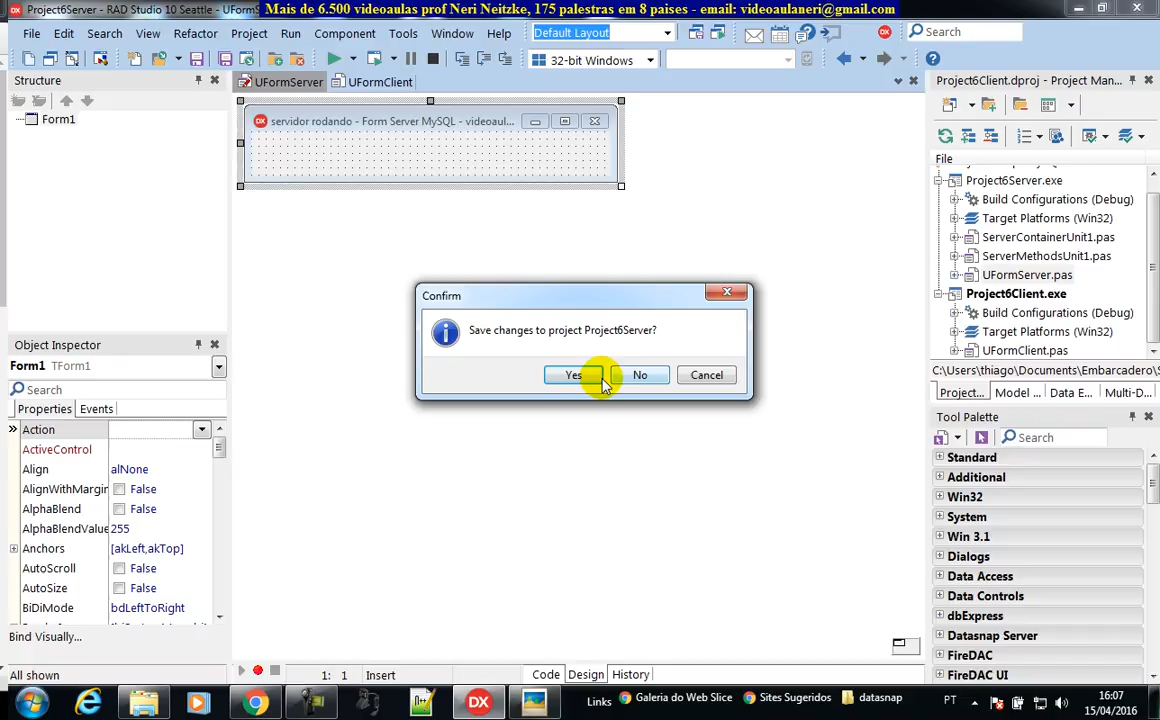 Project6Server - RAD Studio 10 Seattle - UForm
Mais de 6.500 videoaulas prof Neri Neitzke, 175 palestras em 8 paises - email: videoaulaneri@gmail.com
File Edit Search View Refactor Project Run Component Tools Window Help
Default Layout
Search
32-bit Windows
Structure
UFormServer
UFormClient
Project6Client.dproj - Project Man...
Form1
servidor rodando - Form Server MySQL - videoaul...
File
Project6Server.exe
Build Configurations (Debug)
Target Platforms (Win32)
ServerContainerUnit1.pas
ServerMethodsUnit1.pas
UFormServer.pas
Project6Client.exe
Build Configurations (Debug)
Target Platforms (Win32)
UFormClient.pas
C:\Users\thiago\Documents\Embarcadero\S
Project... Model ... Data E... Multi-D...
Confirm
Save changes to project Project6Server?
Yes No Cancel
Object Inspector
Form1 TForm1
Search
Properties Events
Action
ActiveControl
Align alNone
AlignWithMargin False
AlphaBlend False
AlphaBlendValue 255
Anchors [akLeft,akTop]
AutoScroll False
AutoSize False
BiDiMode bdLeftToRight
Bind Visually...
All shown
Tool Palette
Search
Standard
Additional
Win32
System
Win 3.1
Dialogs
Data Access
Data Controls
dbExpress
Datasnap Server
FireDAC
FireDAC UI
1: 1 Insert
Code Design History
Links Galeria do Web Slice Sites Sugeridos datasnap
PT
16:07
15/04/2016